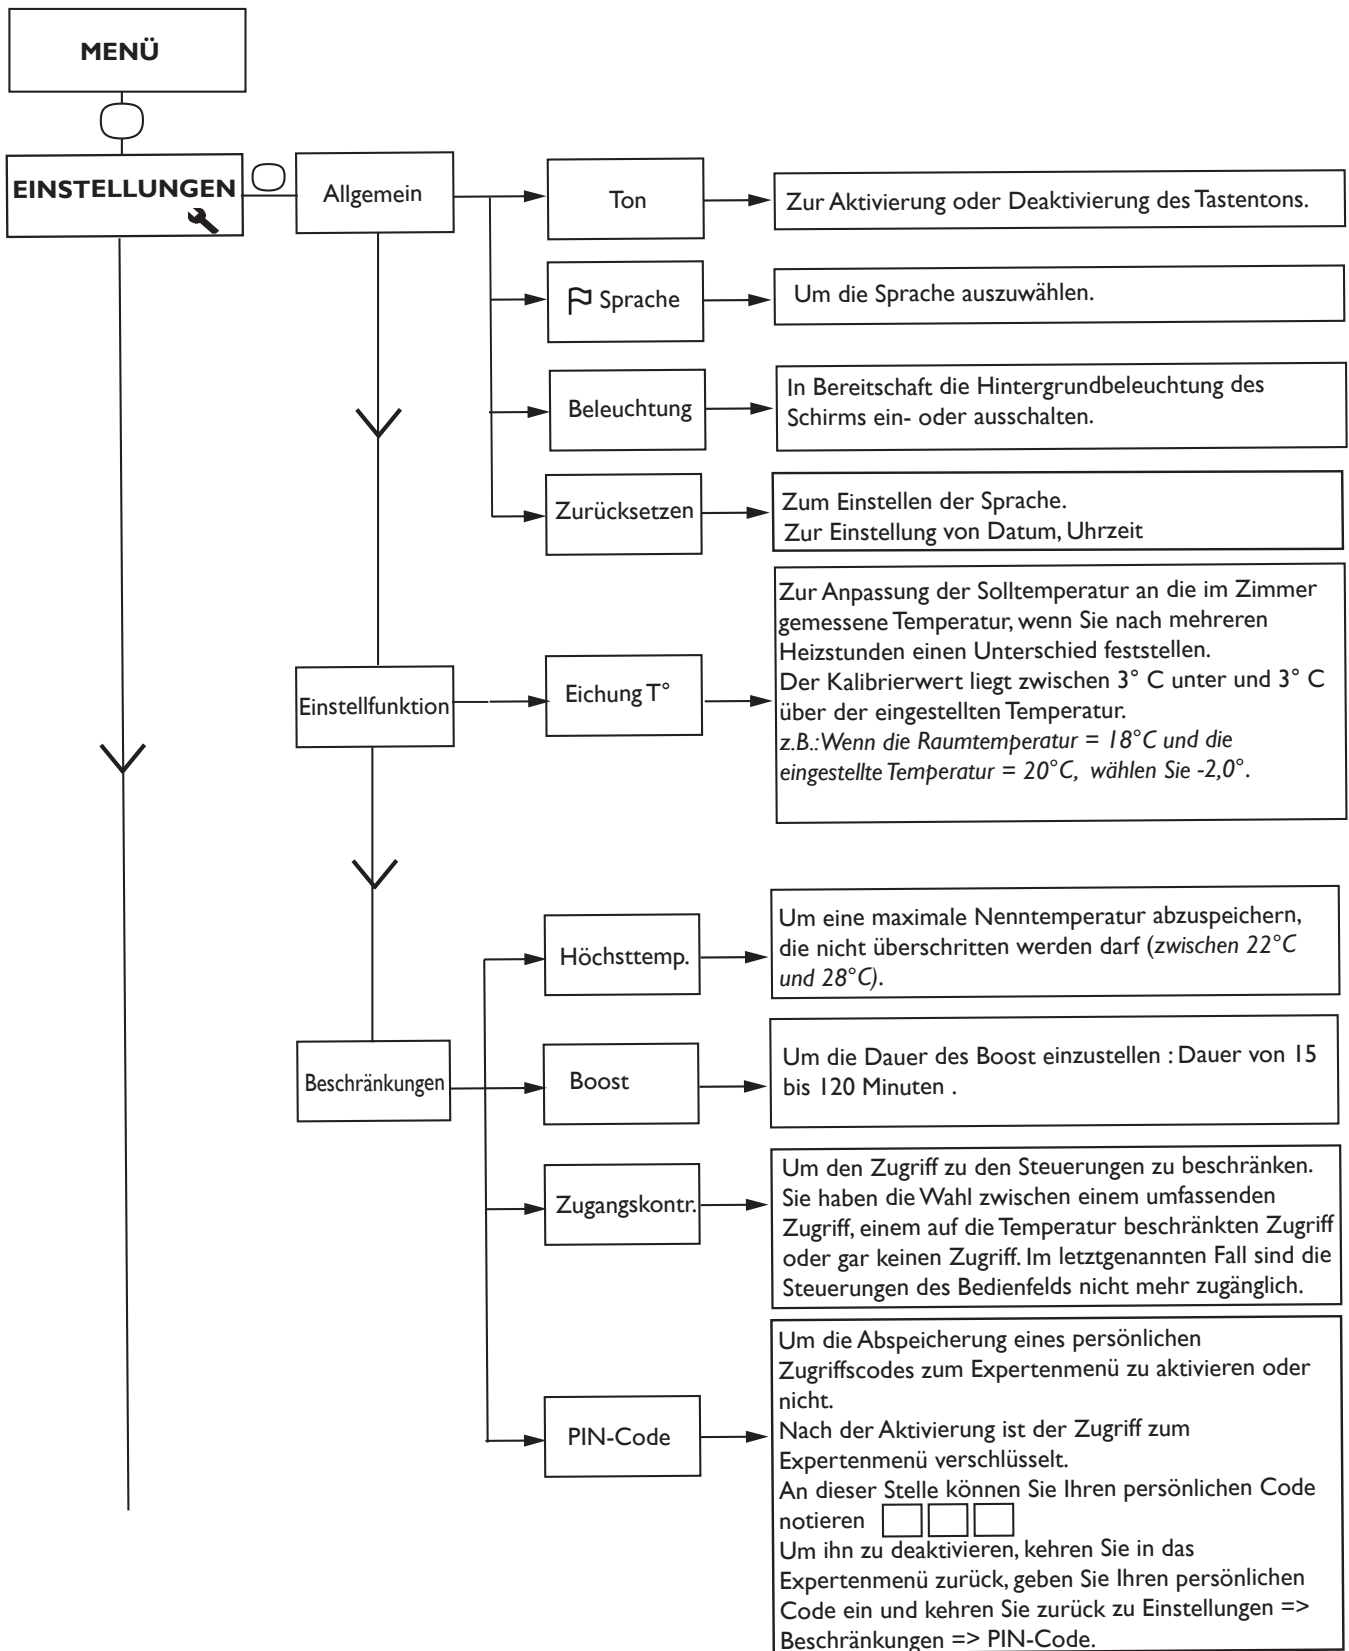 MENÜ
EINSTELLUNGEN
Allgemein
Ton
Zur Aktivierung oder Deaktivierung des Tastentons.
Sprache
Um die Sprache auszuwählen.
Beleuchtung
In Bereitschaft die Hintergrundbeleuchtung des
Schirms ein- oder ausschalten.
Zurücksetzen
Zum Einstellen der Sprache.
Zur Einstellung von Datum, Uhrzeit
Einstellfunktion
Eichung T°
Zur Anpassung der Solltemperatur an die im Zimmer
gemessene Temperatur, wenn Sie nach mehreren
Heizstunden einen Unterschied feststellen.
Der Kalibrierwert liegt zwischen 3° C unter und 3° C
über der eingestellten Temperatur.
z.B.: Wenn die Raumtemperatur = 18°C und die
eingestellte Temperatur = 20°C, wählen Sie -2,0°.
Beschränkungen
Höchsttemp.
Um eine maximale Nenntemperatur abzuspeichern,
die nicht überschritten werden darf (zwischen 22°C
und 28°C).
Boost
Um die Dauer des Boost einzustellen : Dauer von 15
bis 120 Minuten .
Zugangskontr.
Um den Zugriff zu den Steuerungen zu beschränken.
Sie haben die Wahl zwischen einem umfassenden
Zugriff, einem auf die Temperatur beschränkten Zugriff
oder gar keinen Zugriff. Im letztgenannten Fall sind die
Steuerungen des Bedienfelds nicht mehr zugänglich.
PIN-Code
Um die Abspeicherung eines persönlichen
Zugriffscodes zum Expertenmenü zu aktivieren oder
nicht.
Nach der Aktivierung ist der Zugriff zum
Expertenmenü verschlüsselt.
An dieser Stelle können Sie Ihren persönlichen Code
notieren
Um ihn zu deaktivieren, kehren Sie in das
Expertenmenü zurück, geben Sie Ihren persönlichen
Code ein und kehren Sie zurück zu Einstellungen =>
Beschränkungen => PIN-Code.